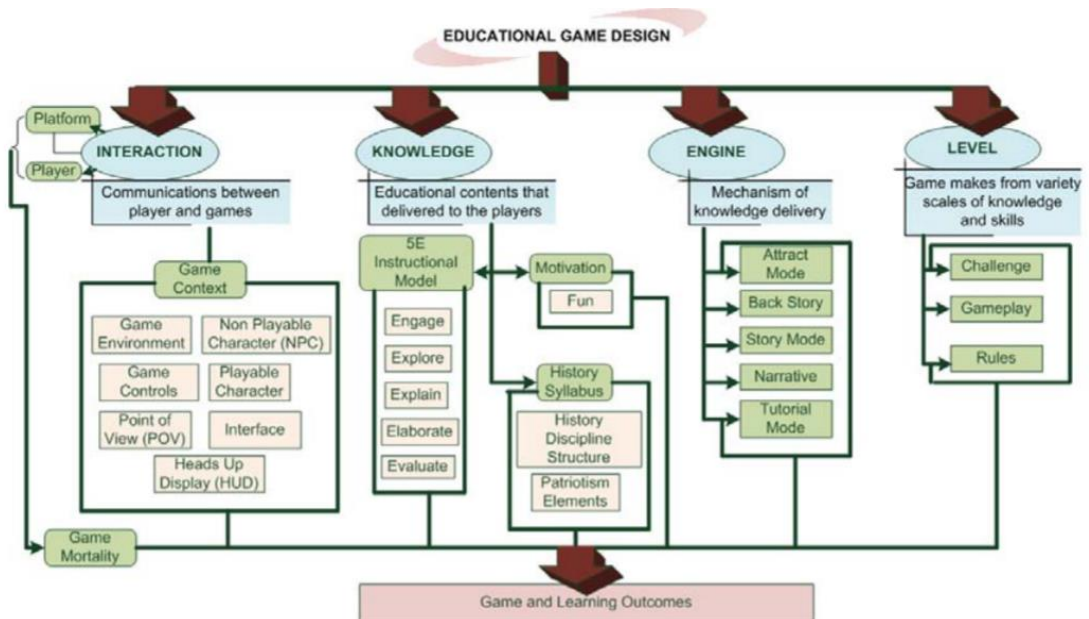 EDUCATIONAL GAME DESIGN
Platform
Player
INTERACTION
Communications between
player and games
Game
Context
Game
Environment
Non Playable
Character (NPC)
Game
Controls
Playable
Character
Point of
View (POV)
Interface
Heads Up
Display (HUD)
Game
Mortality
KNOWLEDGE
Educational contents that
delivered to the players
5E
Instructional
Model
Engage
Explore
Explain
Elaborate
Evaluate
Motivation
Fun
History
Syllabus
History
Discipline
Structure
Patriotism
Elements
ENGINE
Mechanism of
knowledge delivery
Attract
Mode
Back Story
Story Mode
Narrative
Tutorial
Mode
LEVEL
Game makes from variety
scales of knowledge
and skills
Challenge
Gameplay
Rules
Game and Learning Outcomes